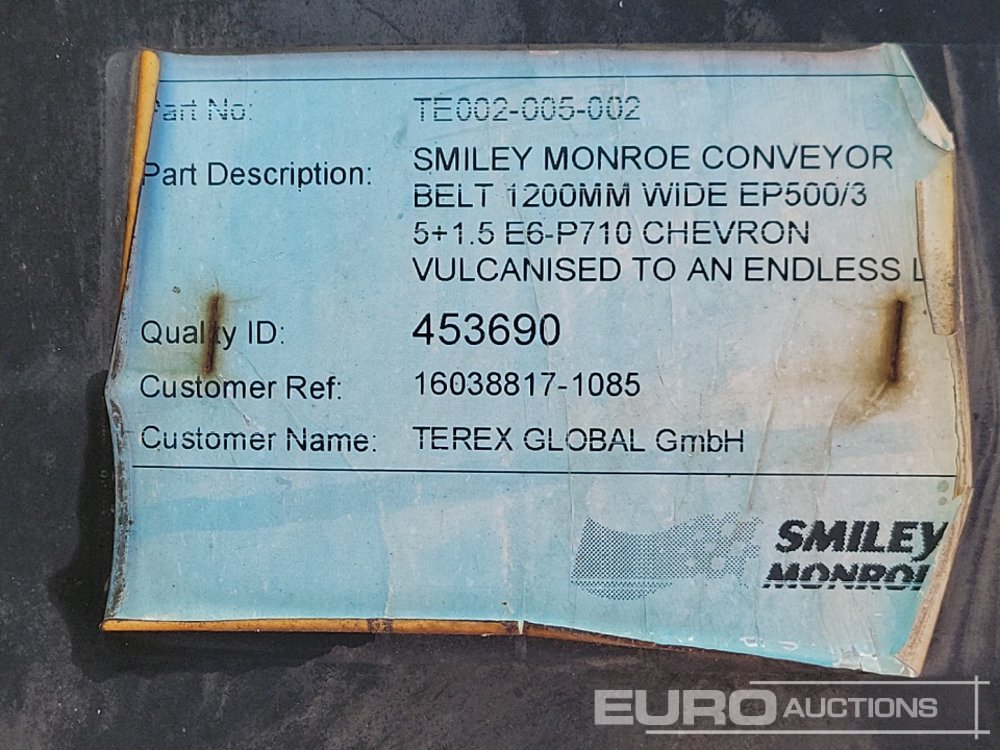 Part No: TE002-005-002
Part Description: SMILEY MONROE CONVEYOR
BELT 1200MM WIDE EP500/3
5+1.5 E6-P710 CHEVRON
VULCANISED TO AN ENDLESS L
Quality ID: 453690
Customer Ref: 16038817-1085
Customer Name: TEREX GLOBAL GmbH
SMILEY
MONROE
EURO AUCTIONS